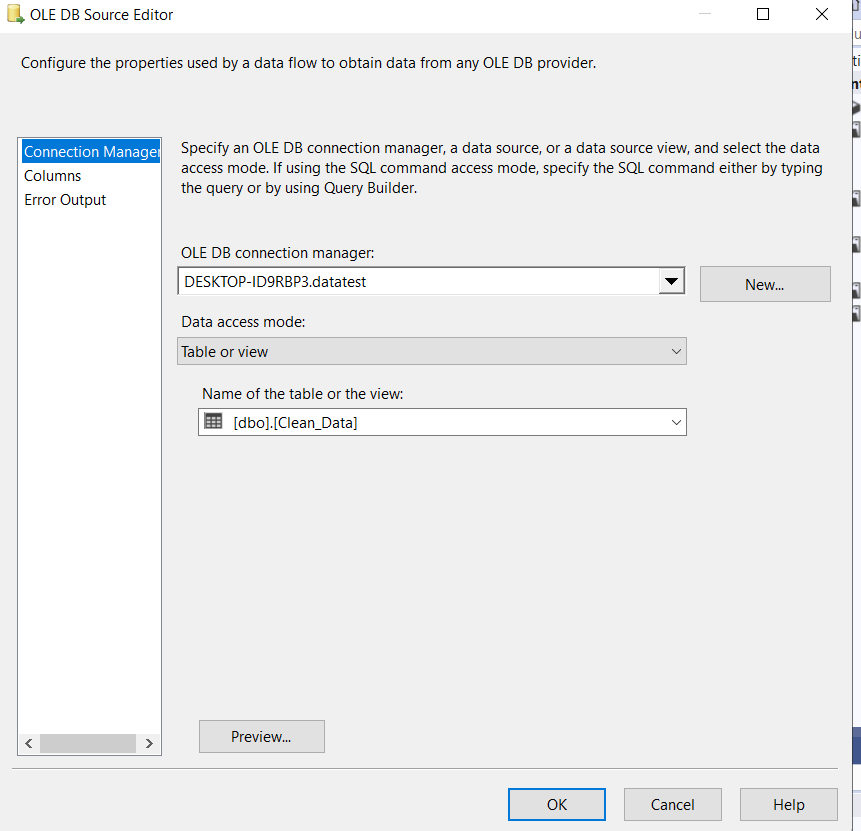 OLE DB Source Editor
Configure the properties used by a data flow to obtain data from any OLE DB provider.
Connection Manager
Columns
Error Output
Specify an OLE DB connection manager, a data source, or a data source view, and select the data
access mode. If using the SQL command access mode, specify the SQL command either by typing
the query or by using Query Builder.
OLE DB connection manager:
DESKTOP-ID9RBP3.datatest
New...
Data access mode:
Table or view
Name of the table or the view:
[dbo].[Clean_Data]
Preview...
OK
Cancel
Help